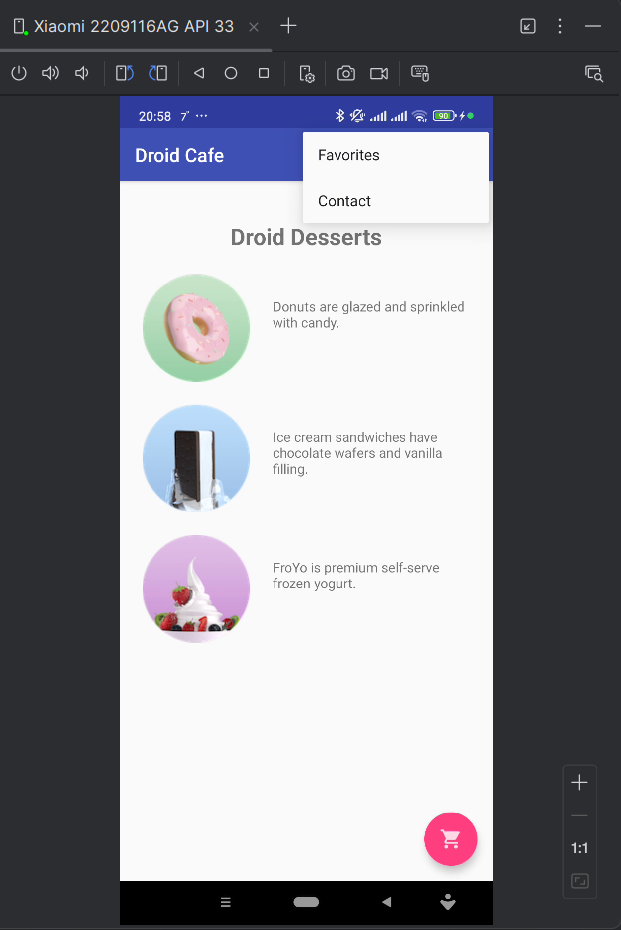 Xiaomi 2209116AG API 33
20:58
90
Droid Cafe
Favorites
Contact
Droid Desserts
Donuts are glazed and sprinkled
with candy.
Ice cream sandwiches have
chocolate wafers and vanilla
filling.
FroYo is premium self-serve
frozen yogurt.
1:1